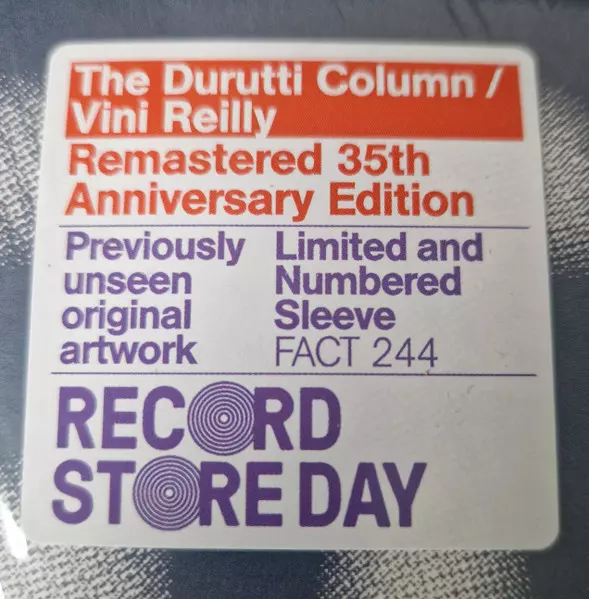 The Durutti Column /
Vini Reilly
Remastered 35th
Anniversary Edition
Previously
unseen
original
artwork
Limited and
Numbered
Sleeve
FACT 244
RECORD
STORE DAY